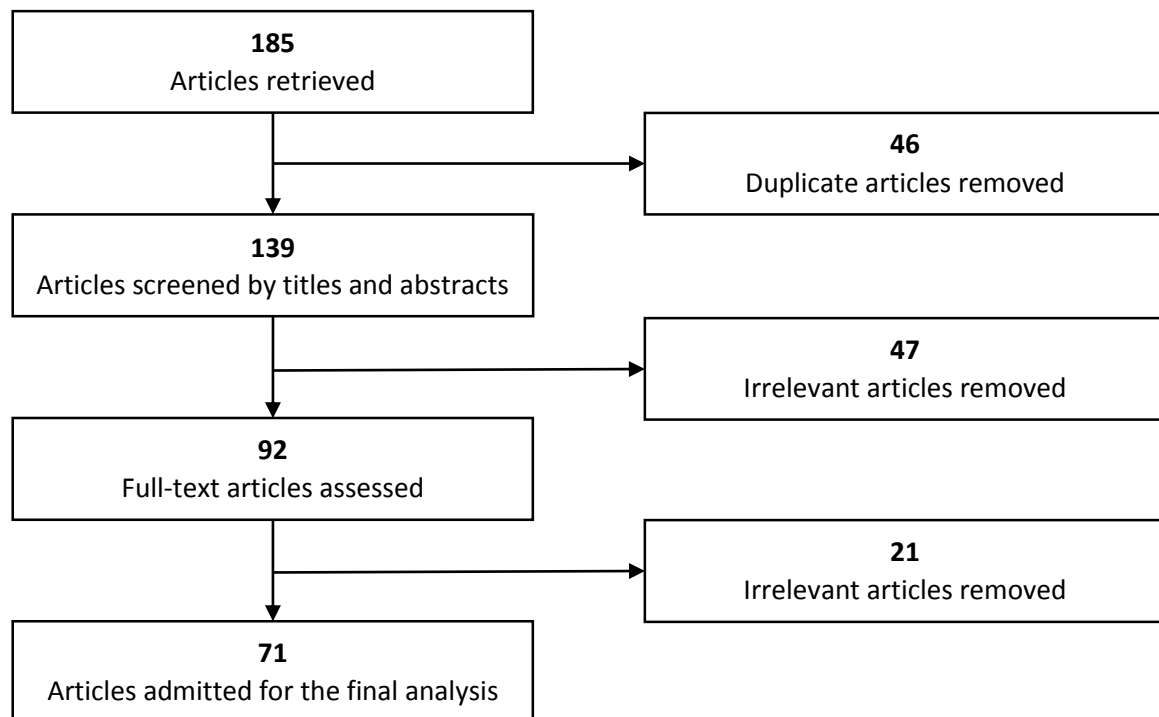 185
Articles retrieved
46
Duplicate articles removed
139
Articles screened by titles and abstracts
47
Irrelevant articles removed
92
Full-text articles assessed
21
Irrelevant articles removed
71
Articles admitted for the final analysis